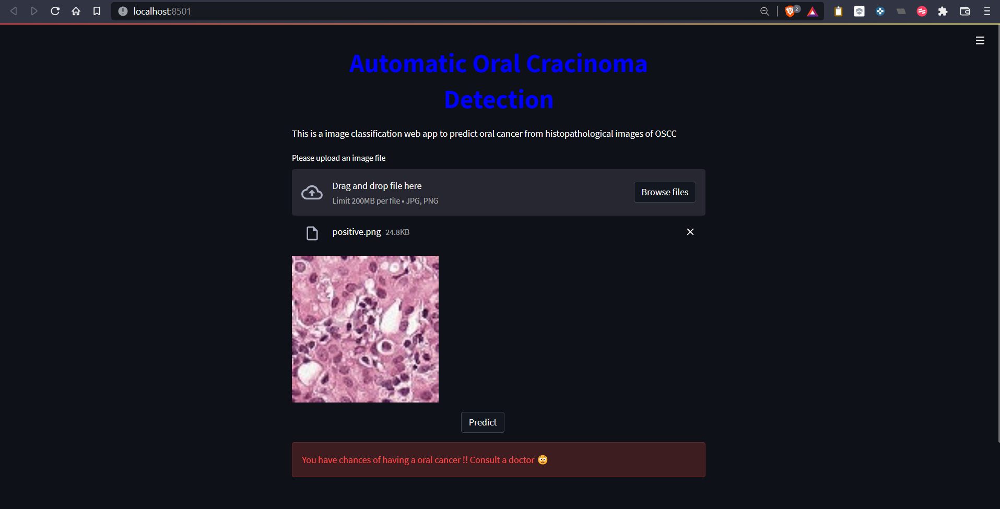 localhost:8501
2
Automatic Oral Cracinoma
Detection
This is a image classification web app to predict oral cancer from histopathological images of OSCC
Please upload an image file
Drag and drop file here
Limit 200MB per file • JPG, PNG
Browse files
positive.png 24.8KB
Predict
You have chances of having a oral cancer !! Consult a doctor 😳